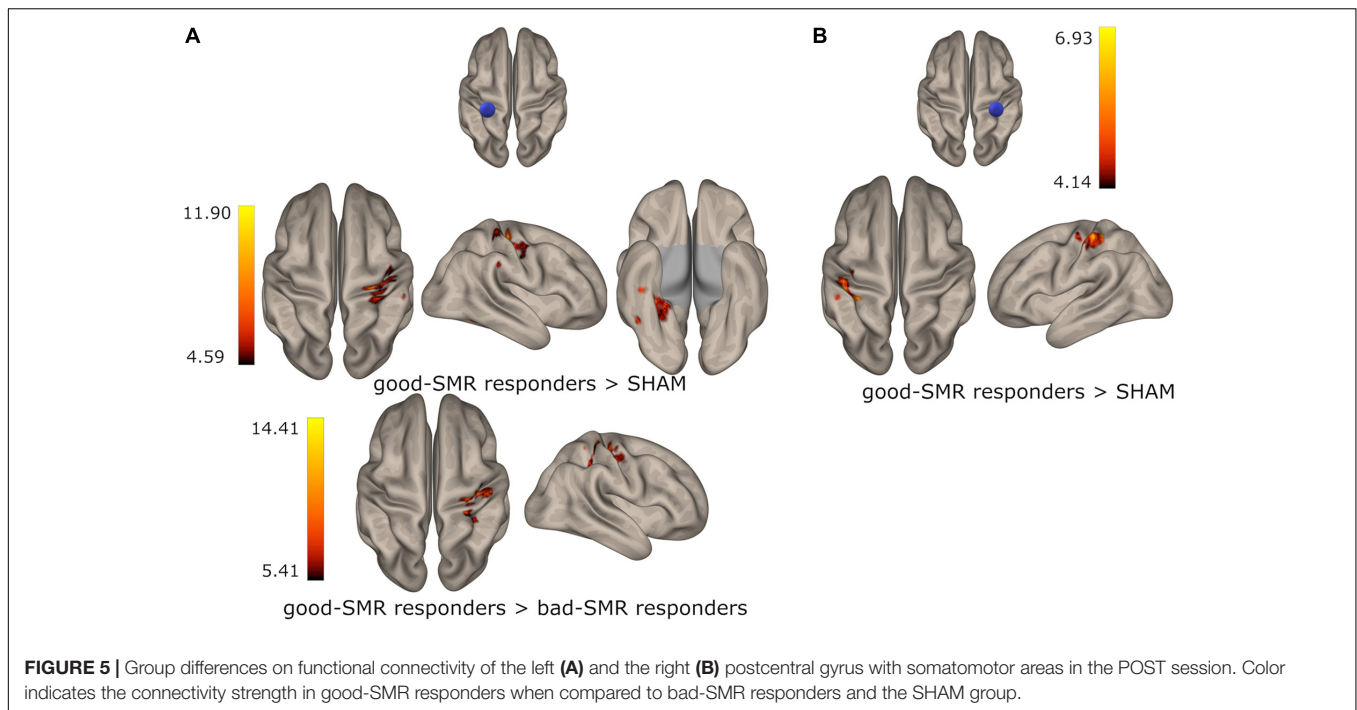 A
B
6.93
4.14
11.90
4.59
good-SMR responders > SHAM
good-SMR responders > SHAM
14.41
5.41
good-SMR responders > bad-SMR responders
FIGURE 5 | Group differences on functional connectivity of the left (A) and the right (B) postcentral gyrus with somatomotor areas in the POST session. Color
indicates the connectivity strength in good-SMR responders when compared to bad-SMR responders and the SHAM group.